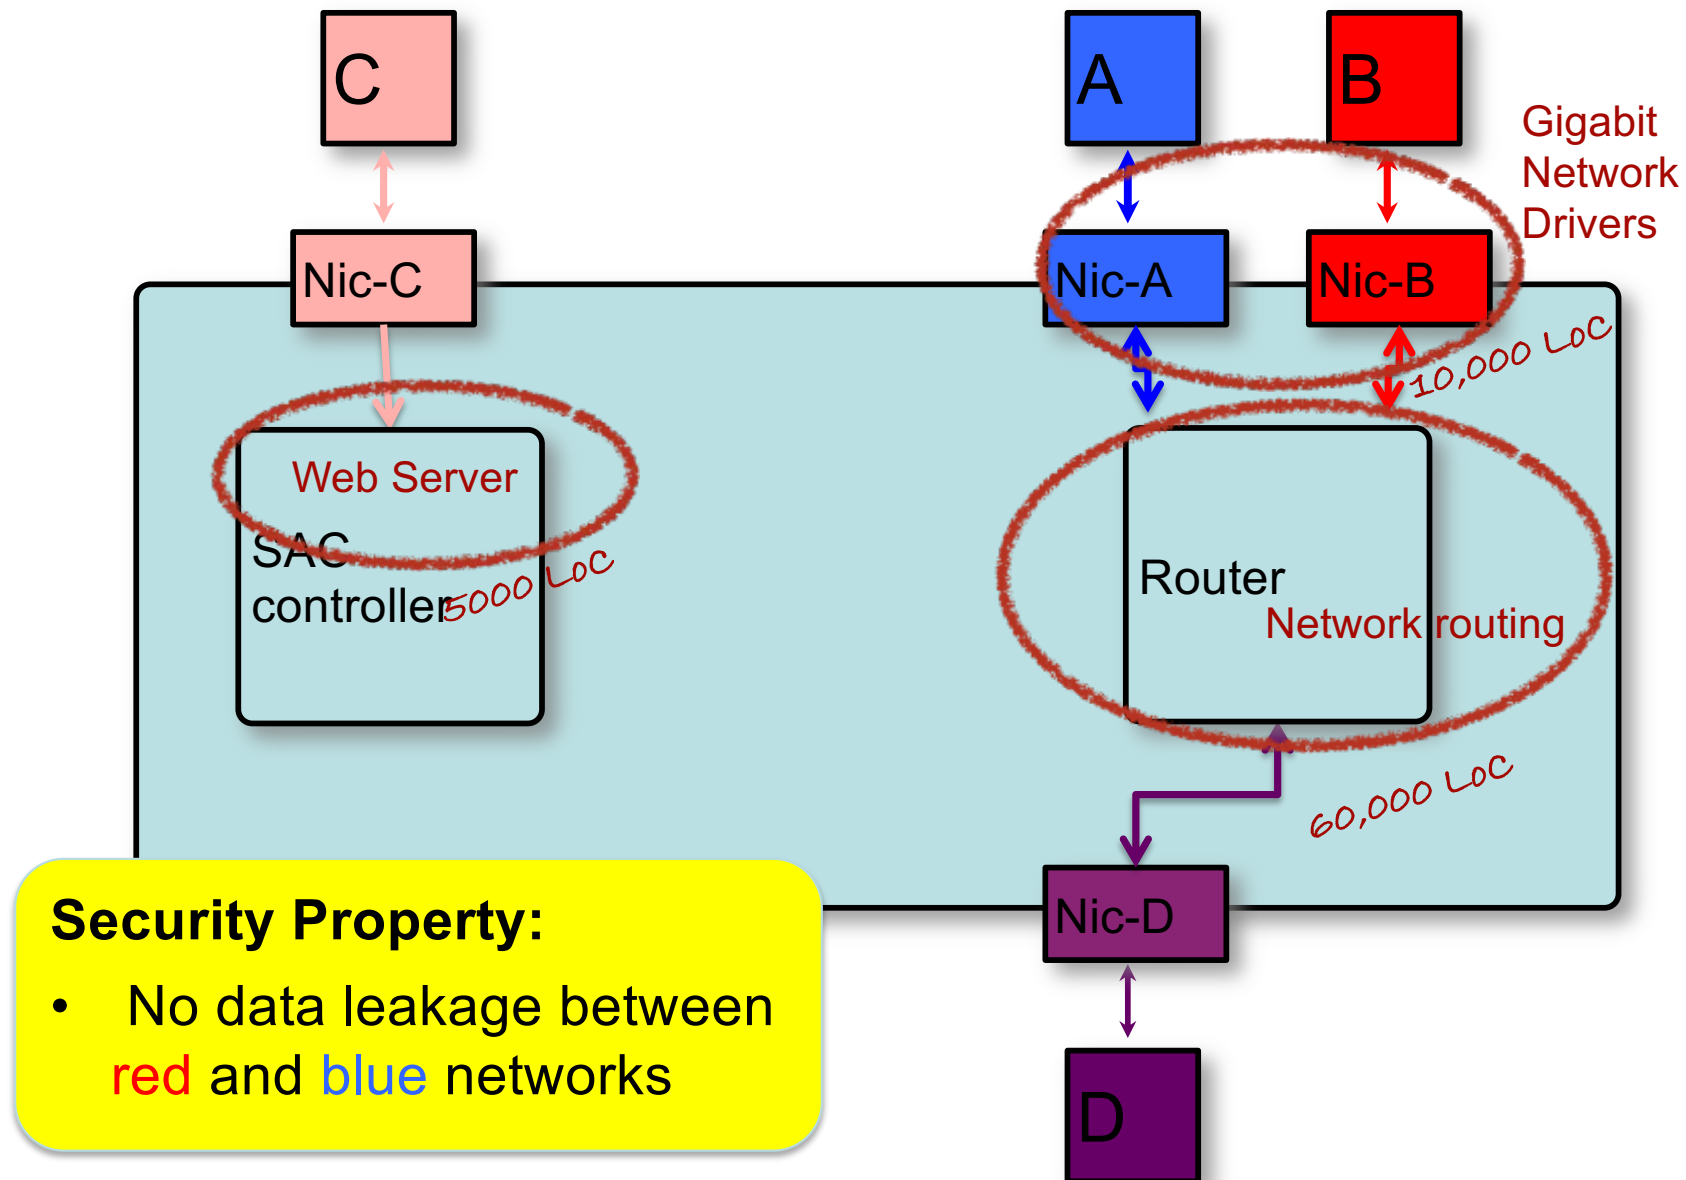 C
A
B
Gigabit
Network
Drivers
Nic-C
Nic-A
Nic-B
10,000 LoC
Web Server
SAC
controller
5000 LoC
Router
Network routing
60,000 LoC
Nic-D
Security Property:
• No data leakage between
red and blue networks
D